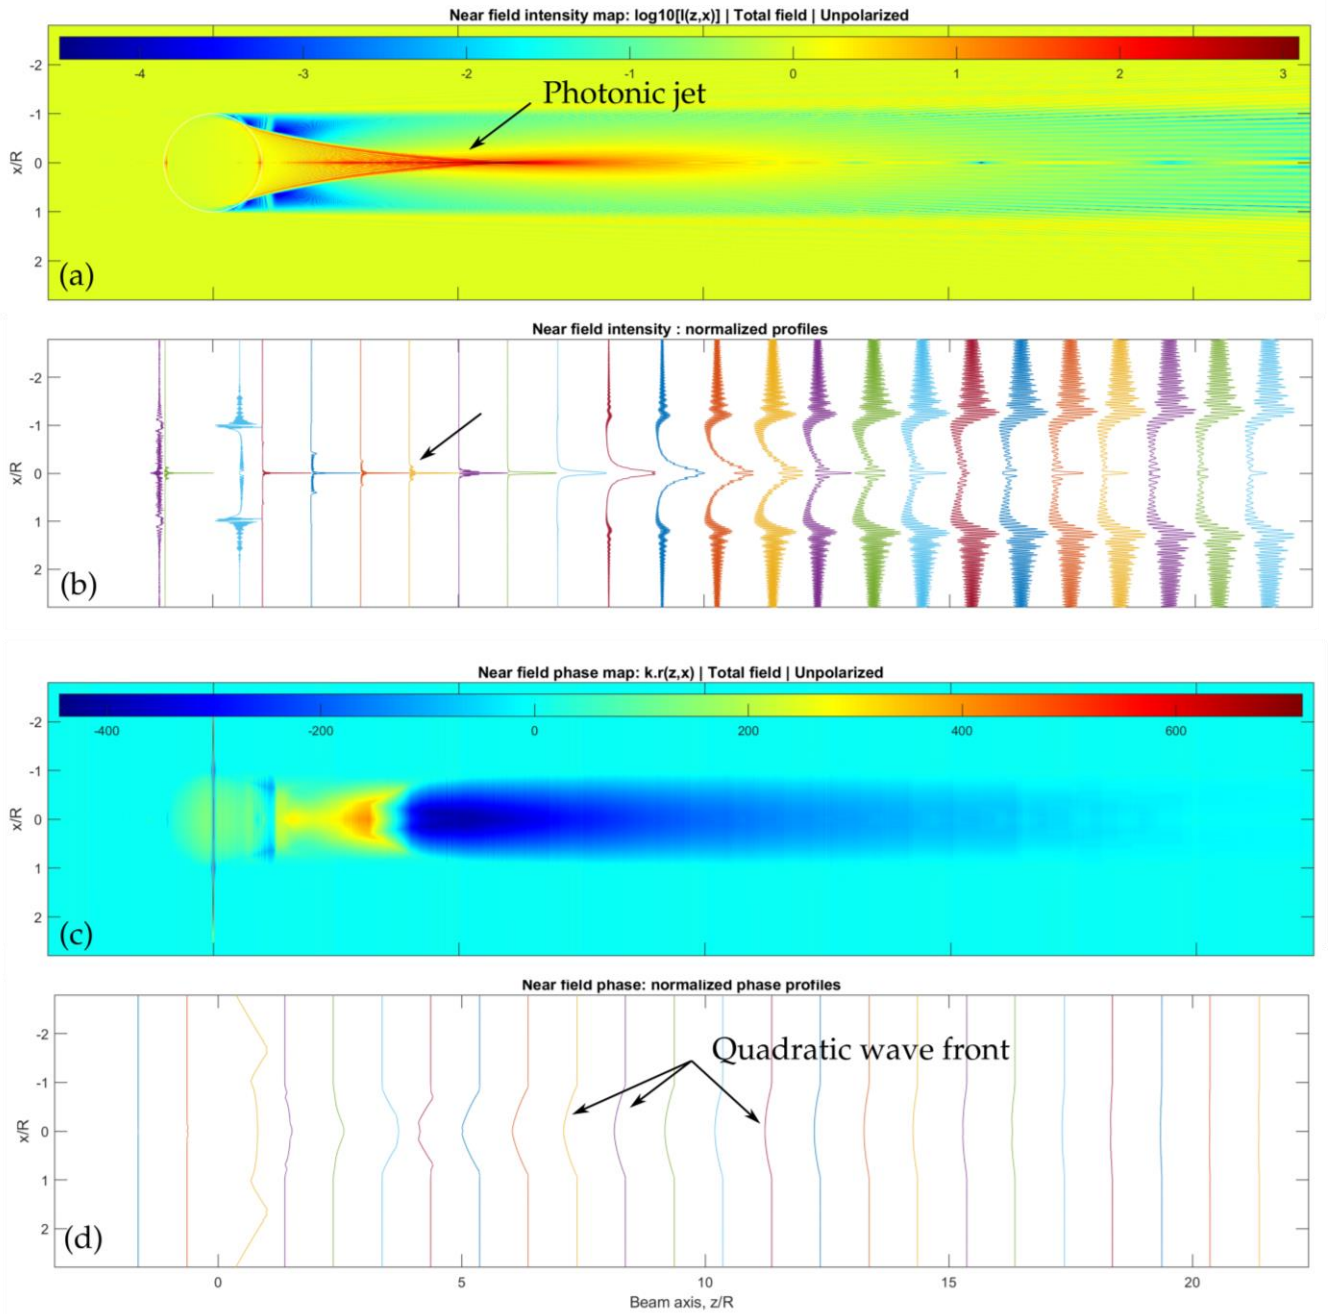 Near field intensity map: log10[I(z,x)] | Total field | Unpolarized
-4 -3 -2 -1 0 1 2 3
Photonic jet
-2
-1
0
1
2
x/R
(a)
Near field intensity : normalized profiles
-2
-1
0
1
2
x/R
(b)
Near field phase map: k.r(z,x) | Total field | Unpolarized
-400 -200 0 200 400 600
-2
-1
0
1
2
x/R
(c)
Near field phase: normalized phase profiles
Quadratic wave front
-2
-1
0
1
2
x/R
(d)
0 5 10 15 20
Beam axis, z/R